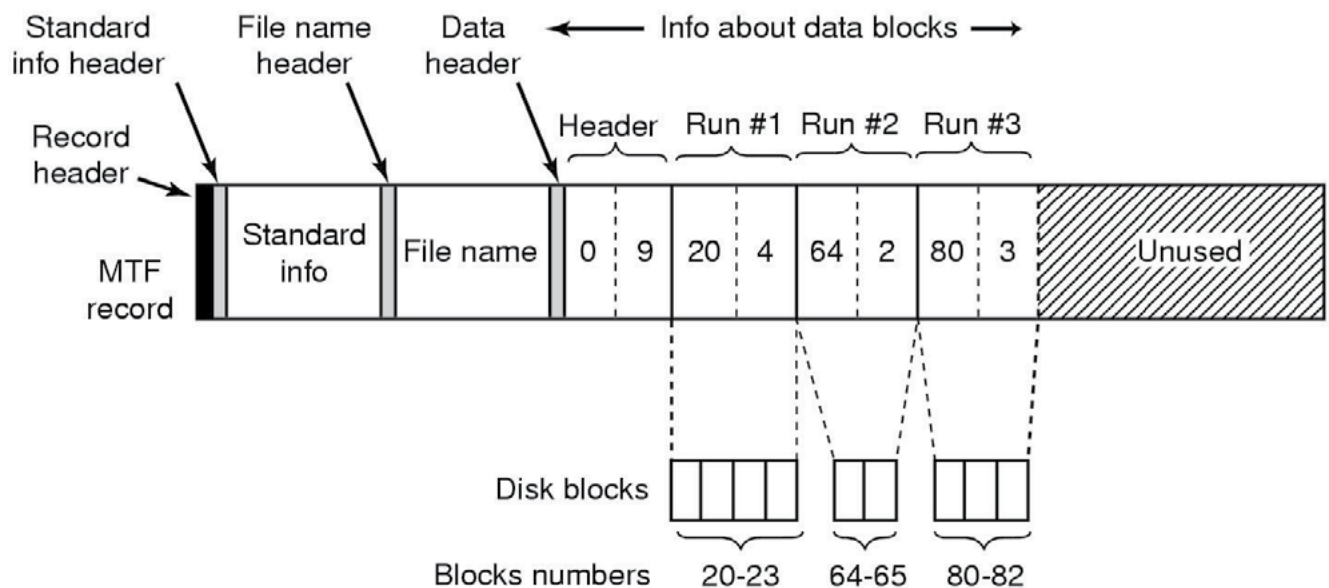 Standard
info header
File name
header
Data
header
Info about data blocks
Record
header
Header
Run #1
Run #2
Run #3
MTF
record
Standard
info
File name
0 9 20 4 64 2 80 3
Unused
Disk blocks
Blocks numbers
20-23
64-65
80-82